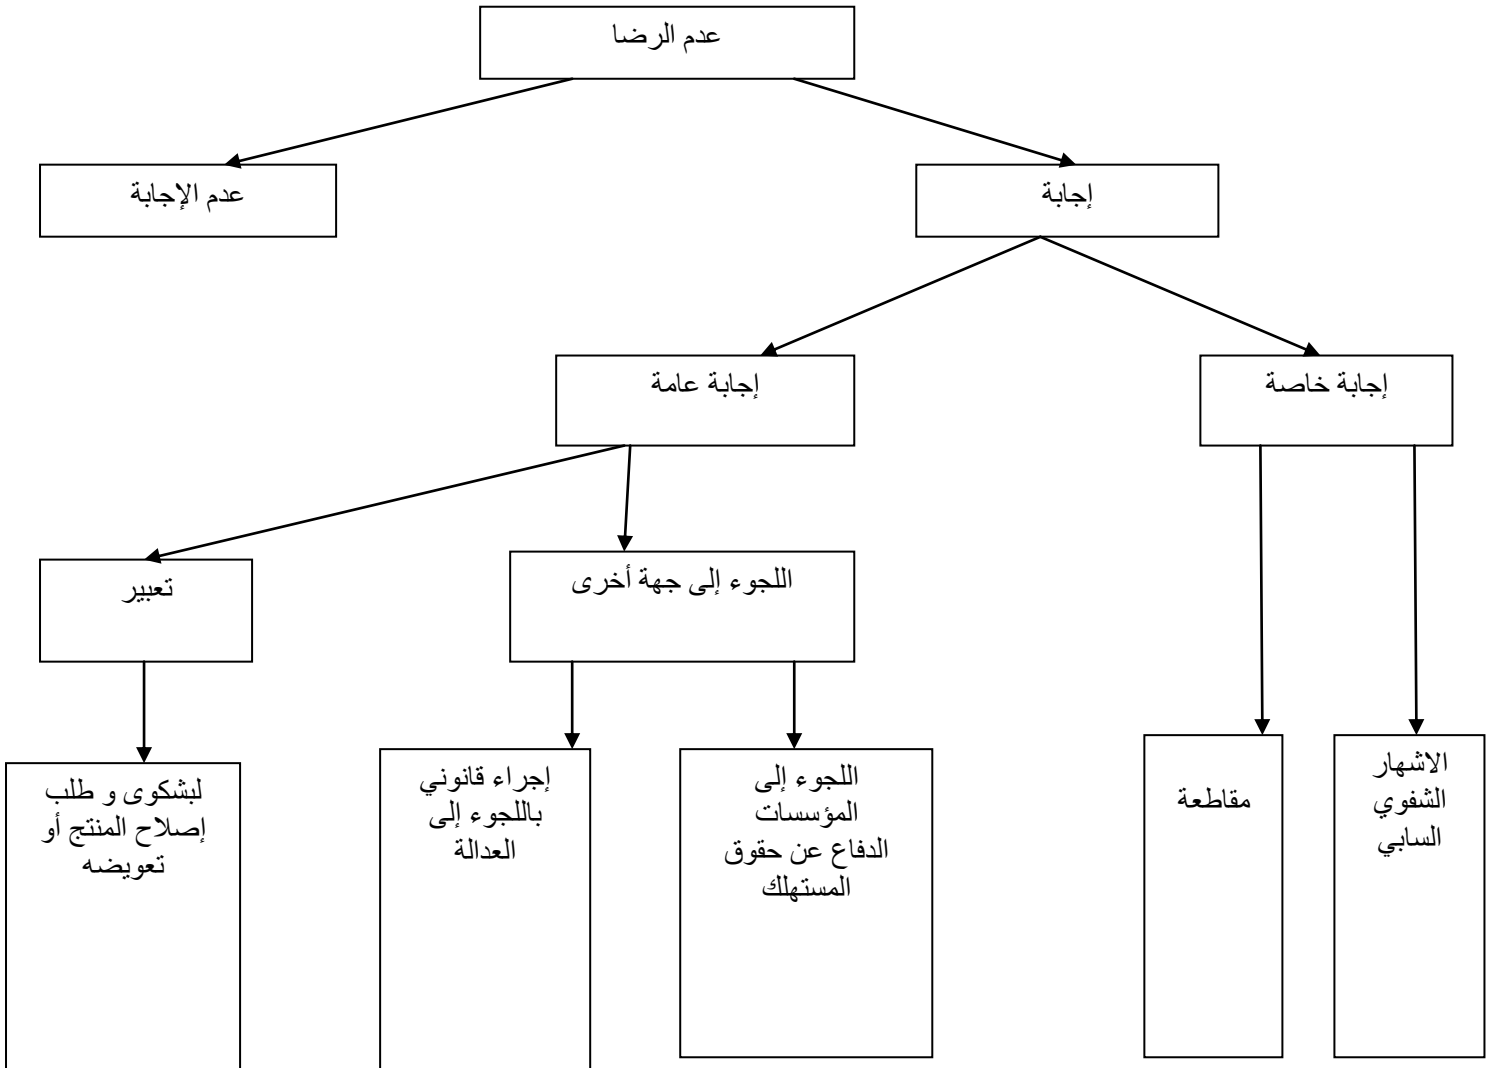 عدم الرضا
إجابة
عدم الإجابة
إجابة خاصة
إجابة عامة
اللجوء إلى جهة أخرى
تعبير
الاشهار
الشفوي
السابي
مقاطعة
اللجوء إلى
المؤسسات
الدفاع عن حقوق
المستهلك
إجراء قانوني
باللجوء إلى
العدالة
لبشكوى و طلب
إصلاح المنتج أو
تعويضه